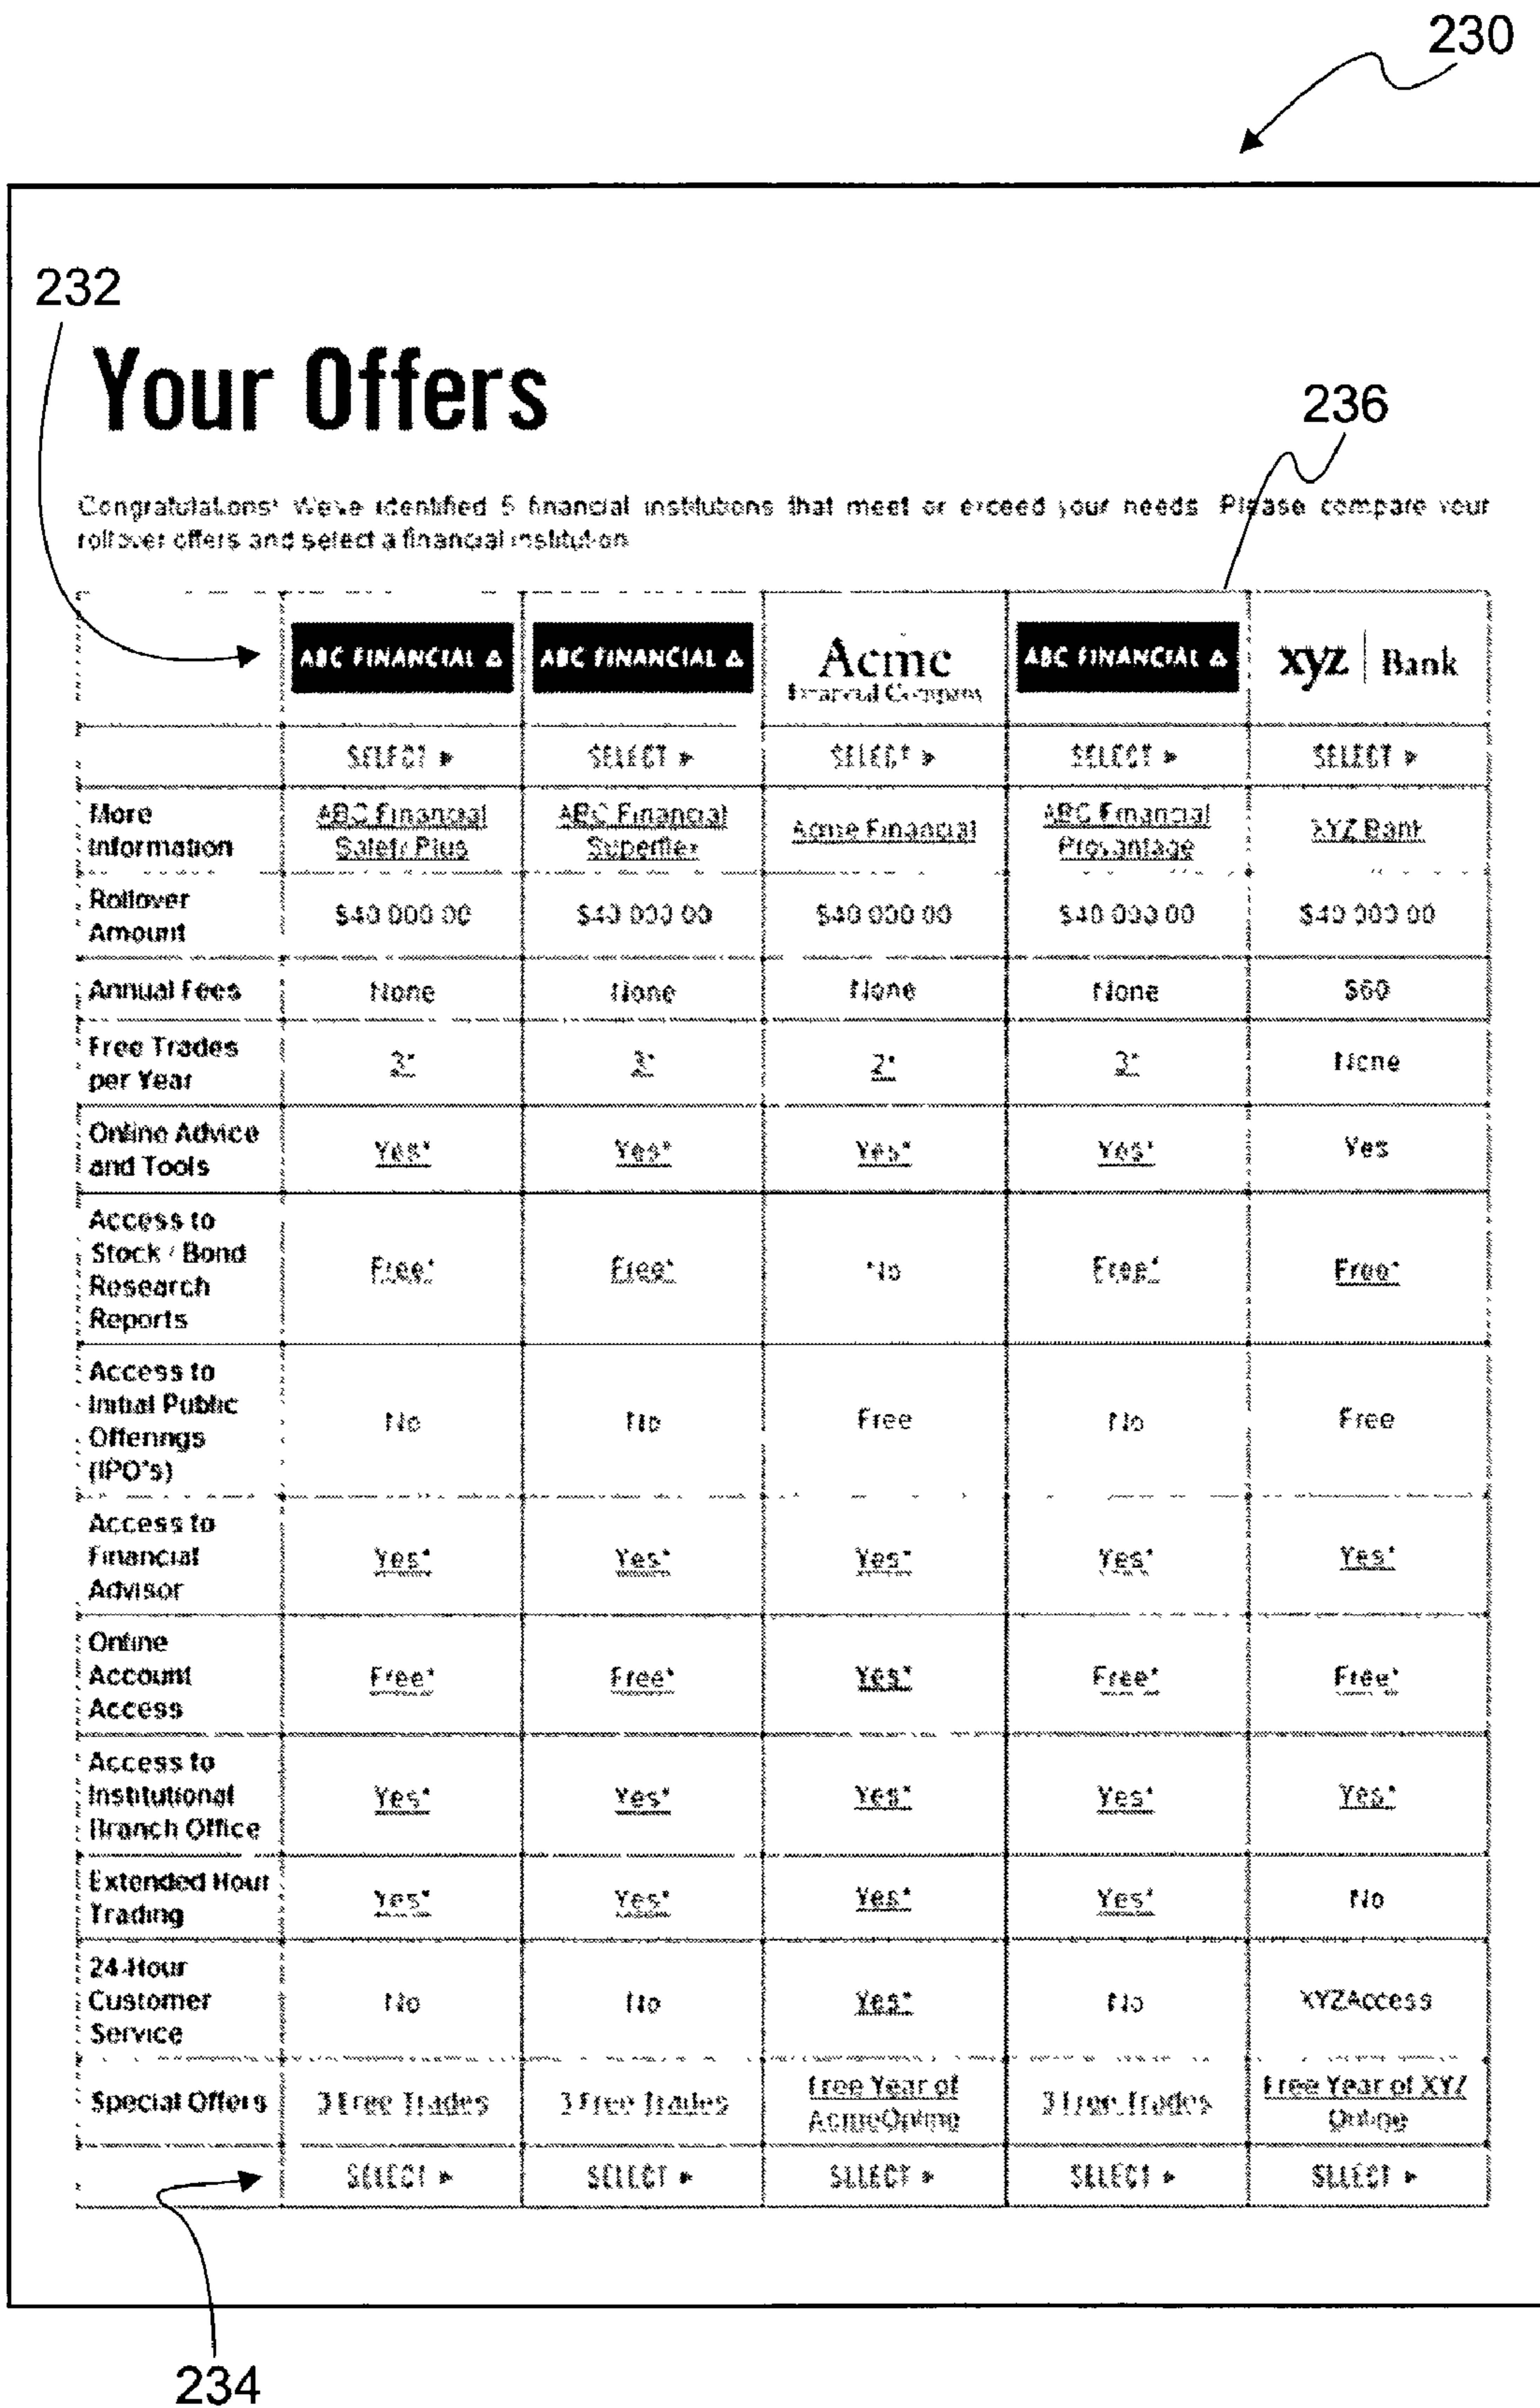 230
232
Your Offers
236
Congratulations! We've identified 5 financial institutions that meet or exceed your needs. Please compare your
rollover offers and select a financial institution
ABC FINANCIAL ABC FINANCIAL Acme ABC FINANCIAL xyz | Bank
Financial Company
SELECT SELECT SELECT SELECT SELECT
More ABC Financial ABC Financial Acme Financial ABC Financial XYZ Bank
Information Safety Plus Superflex Provantage
Rollover $40 000 00 $40 000 00 $40 000 00 $40 000 00 $40 000 00
Amount
Annual Fees None None None None $60
Free Trades 3* 3* 2* 3* None
per Year
Online Advice Yes* Yes* Yes* Yes* Yes
and Tools
Access to
Stock / Bond Free* Free* No Free* Free*
Research
Reports
Access to
Initial Public No No Free No Free
Offerings
(IPO's)
Access to
Financial Yes* Yes* Yes* Yes* Yes*
Advisor
Online
Account Free* Free* Yes* Free* Free*
Access
Access to
Institutional Yes* Yes* Yes* Yes* Yes*
Branch Office
Extended Hour Yes* Yes* Yes* Yes* No
Trading
24-Hour
Customer No No Yes* No XYZAccess
Service
Special Offers 3 Free Trades 3 Free Trades Free Year of 3 Free Trades Free Year of XYZ
AcmeOnline Online
SELECT SELECT SELECT SELECT SELECT
234